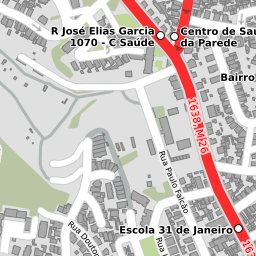 R José Elias Garcia
1070 - C Saúde
Centro de Sau
da Parede
Bairro
1638,M26
Rua Paulo Falcão
Escola 31 de Janeiro
Rua Douto